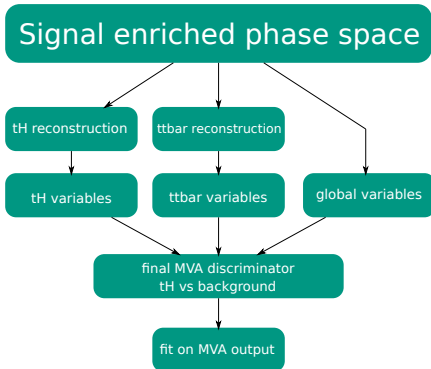 Signal enriched phase space
tH reconstruction
ttbar reconstruction
tH variables
ttbar variables
global variables
final MVA discriminator
tH vs background
fit on MVA output